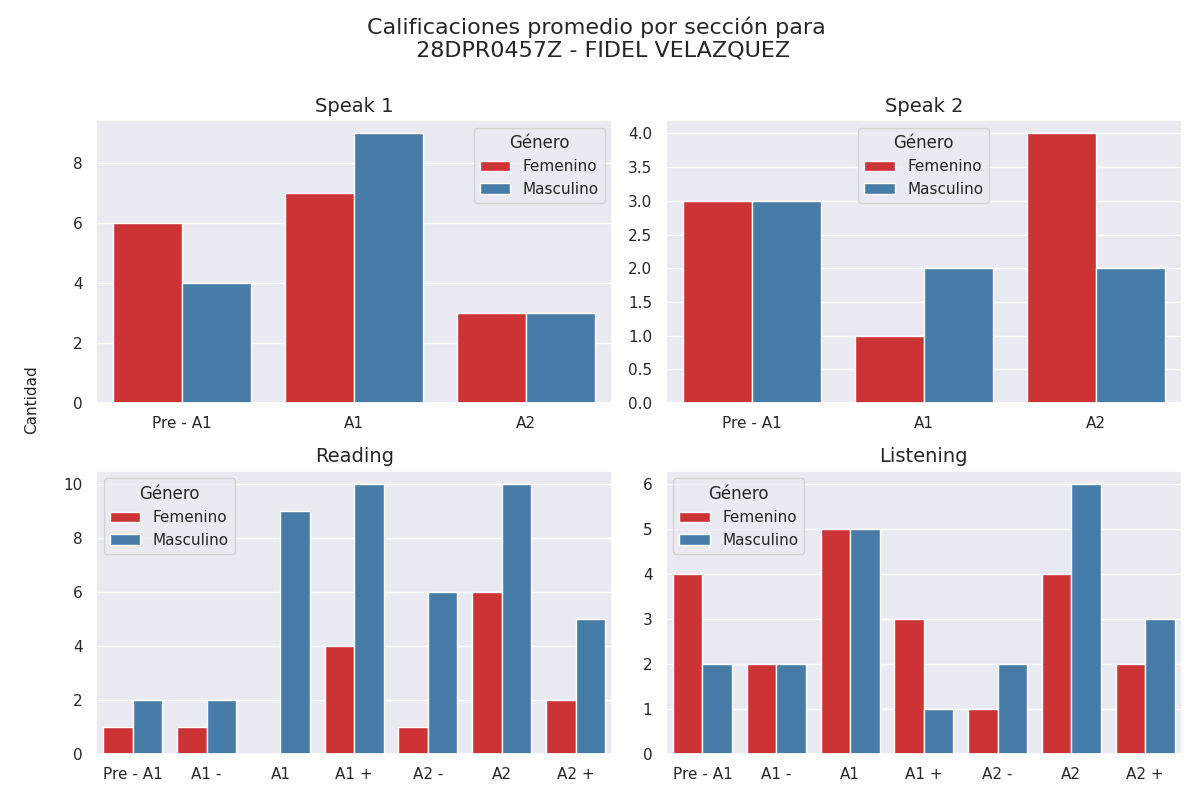 Calificaciones promedio por sección para
28DPR0457Z - FIDEL VELAZQUEZ
Cantidad
Speak 1
8
6
4
2
0
Género
Femenino
Masculino
Pre - A1 A1 A2
Speak 2
4.0
3.5
3.0
2.5
2.0
1.5
1.0
0.5
0.0
Género
Femenino
Masculino
Pre - A1 A1 A2
Reading
10
8
6
4
2
0
Género
Femenino
Masculino
Pre - A1 A1 - A1 A1 + A2 - A2 A2 +
Listening
6
5
4
3
2
1
0
Género
Femenino
Masculino
Pre - A1 A1 - A1 A1 + A2 - A2 A2 +